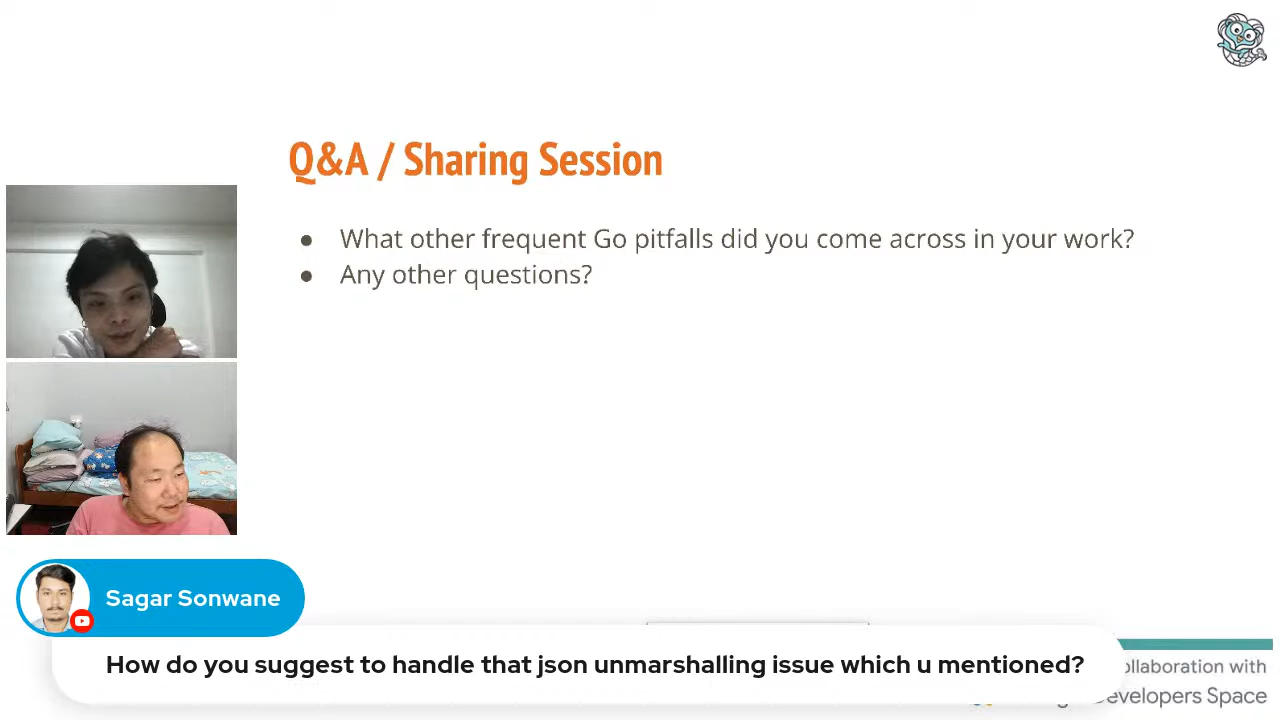 Q&A / Sharing Session
● What other frequent Go pitfalls did you come across in your work?
● Any other questions?
Sagar Sonwane
How do you suggest to handle that json unmarshalling issue which u mentioned?
ollaboration with
evelopers Space